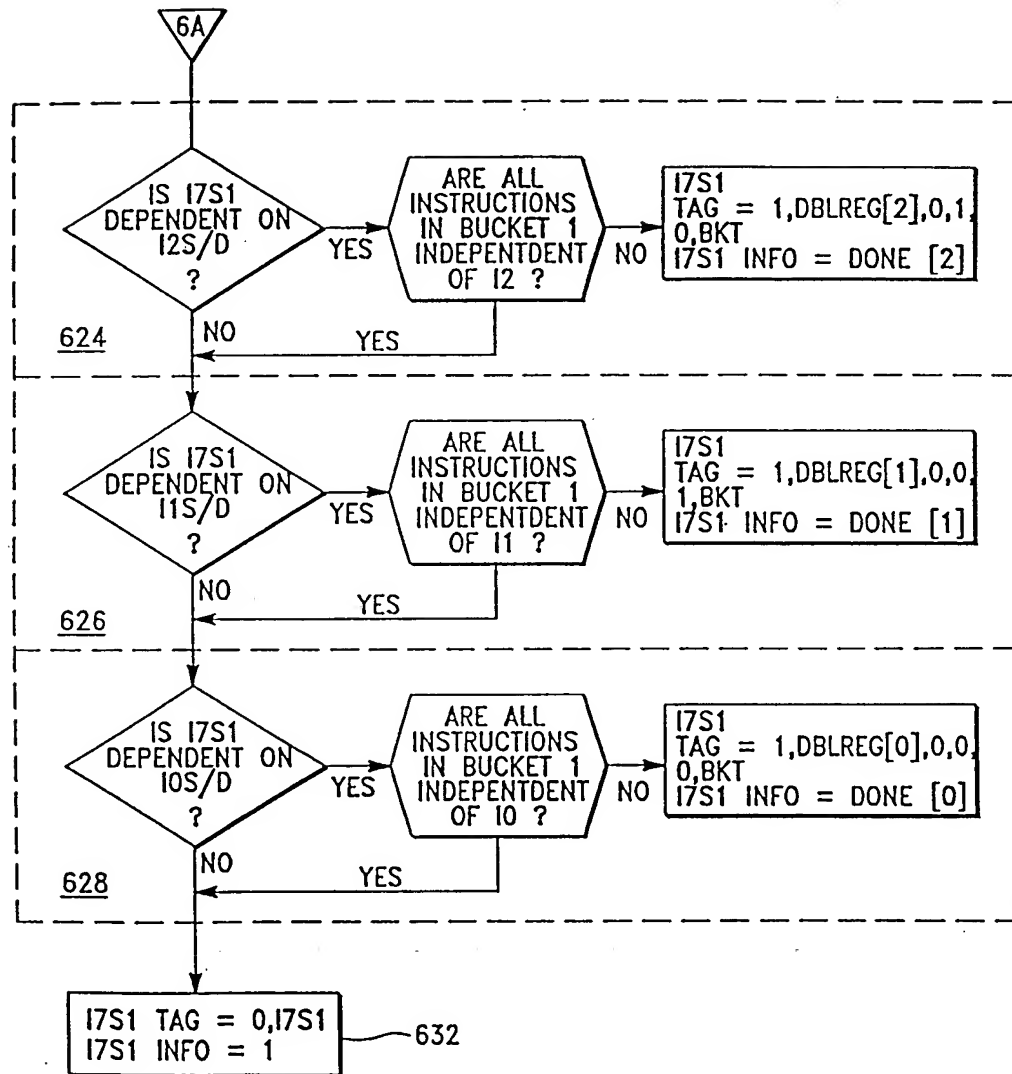 6A
IS I7S1
DEPENDENT ON
I2S/D
?
YES
NO
ARE ALL
INSTRUCTIONS
IN BUCKET 1
INDEPENTDENT
OF I2 ?
NO
YES
I7S1
TAG = 1,DBLREG[2],0,1,
0,BKT
I7S1 INFO = DONE [2]
624
IS I7S1
DEPENDENT ON
I1S/D
?
YES
NO
ARE ALL
INSTRUCTIONS
IN BUCKET 1
INDEPENTDENT
OF I1 ?
NO
YES
I7S1
TAG = 1,DBLREG[1],0,0,
1,BKT
I7S1 INFO = DONE [1]
626
IS I7S1
DEPENDENT ON
I0S/D
?
YES
NO
ARE ALL
INSTRUCTIONS
IN BUCKET 1
INDEPENTDENT
OF I0 ?
NO
YES
I7S1
TAG = 1,DBLREG[0],0,0,
0,BKT
I7S1 INFO = DONE [0]
628
I7S1 TAG = 0,I7S1
I7S1 INFO = 1
632